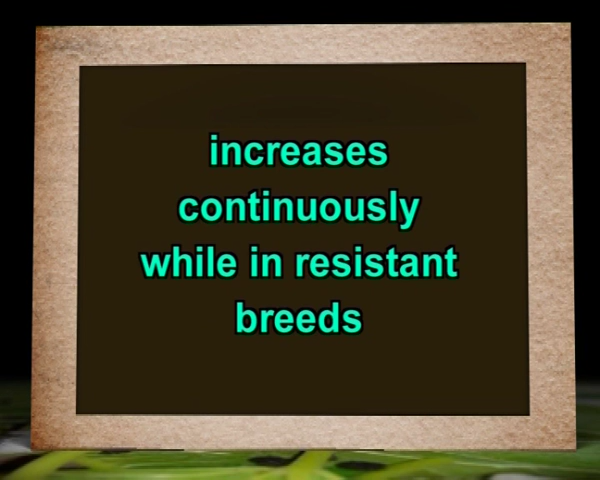 increases
continuously
while in resistant
breeds